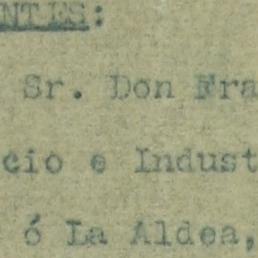 NTES:
Sr. Don Fra
cio e Indust
ó La Aldea,